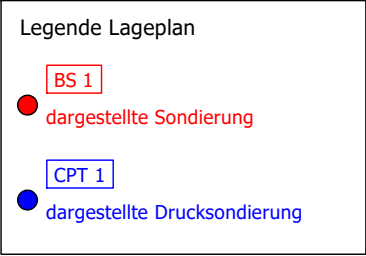 Legende Lageplan
BS 1
dargestellte Sondierung
CPT 1
dargestellte Drucksondierung